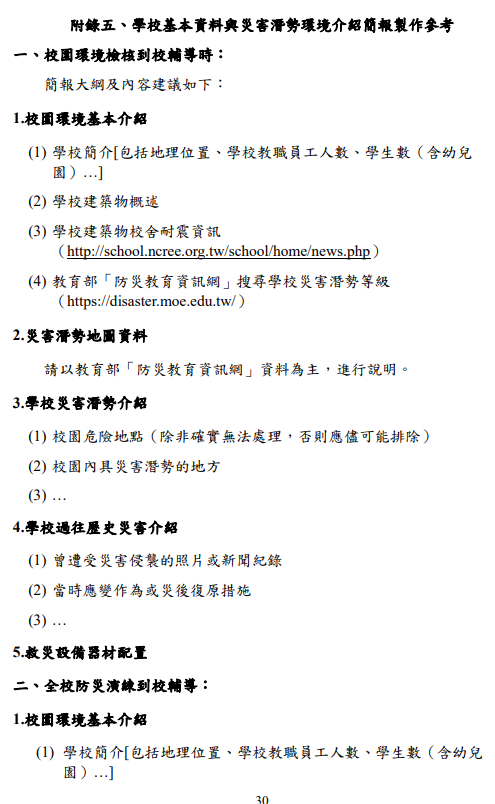 附錄五、學校基本資料與災害潛勢環境介紹簡報製作參考
一、校園環境檢核到校輔導時：
簡報大綱及內容建議如下：
1.校園環境基本介紹
(1) 學校簡介[包括地理位置、學校教職員工人數、學生數（含幼兒
園）…]
(2) 學校建築物概述
(3) 學校建築物校舍耐震資訊
（http://school.ncree.org.tw/school/home/news.php）
(4) 教育部「防災教育資訊網」搜尋學校災害潛勢等級
（https://disaster.moe.edu.tw/）
2.災害潛勢地圖資料
請以教育部「防災教育資訊網」資料為主，進行說明。
3.學校災害潛勢介紹
(1) 校園危險地點（除非確實無法處理，否則應儘可能排除）
(2) 校園內具災害潛勢的地方
(3) …
4.學校過往歷史災害介紹
(1) 曾遭受災害侵襲的照片或新聞紀錄
(2) 當時應變作為或災後復原措施
(3) …
5.救災設備器材配置
二、全校防災演練到校輔導：
1.校園環境基本介紹
(1) 學校簡介[包括地理位置、學校教職員工人數、學生數（含幼兒
園）…]
30